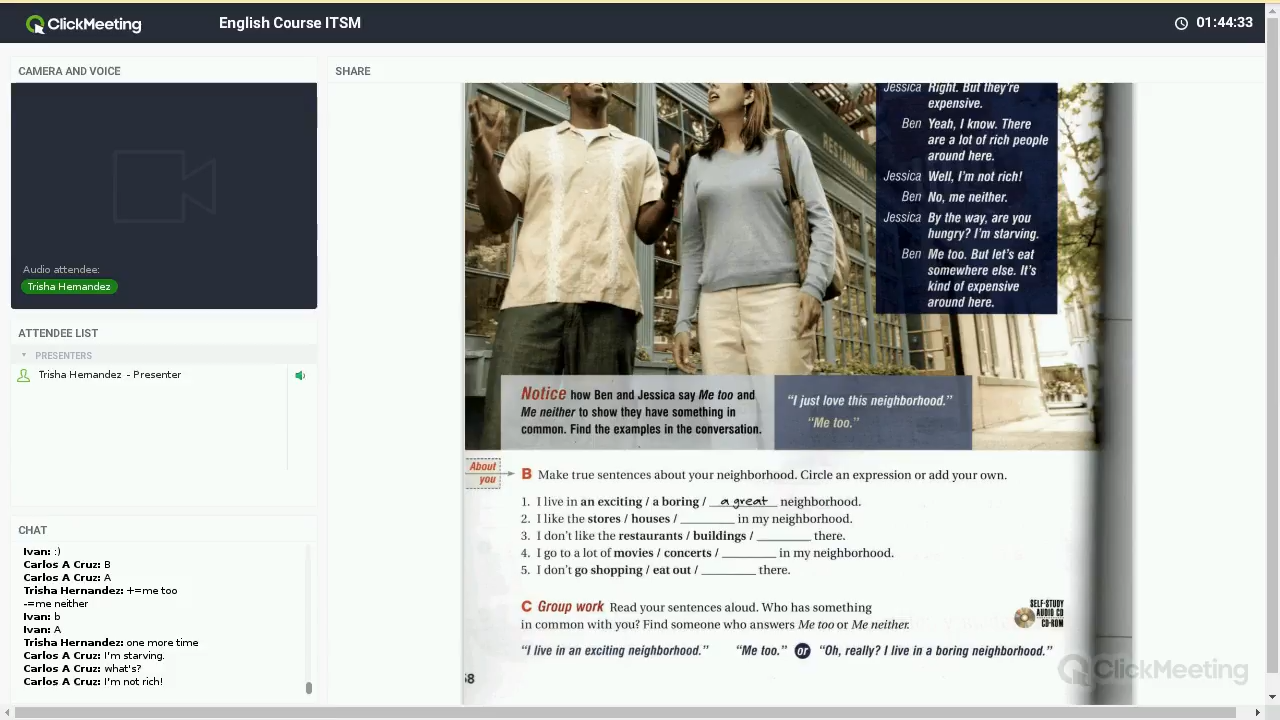 ClickMeeting
English Course ITSM
01:44:33
CAMERA AND VOICE
SHARE
Audio attendee:
Trisha Hernandez
ATTENDEE LIST
PRESENTERS
Trisha Hernandez - Presenter
CHAT
Ivan: :)
Carlos A Cruz: B
Carlos A Cruz: A
Trisha Hernandez: +=me too
-=me neither
Ivan: b
Ivan: A
Trisha Hernandez: one more time
Carlos A Cruz: I'm starving.
Carlos A Cruz: what's?
Carlos A Cruz: I'm not rich!
RESTAURANT
Jessica Right. But they're
expensive.
Ben Yeah, I know. There
are a lot of rich people
around here.
Jessica Well, I'm not rich!
Ben No, me neither.
Jessica By the way, are you
hungry? I'm starving.
Ben Me too. But let's eat
somewhere else. It's
kind of expensive
around here.
Notice how Ben and Jessica say Me too and
Me neither to show they have something in
common. Find the examples in the conversation.
“I just love this neighborhood.”
“Me too.”
About
you
B Make true sentences about your neighborhood. Circle an expression or add your own.
1. I live in an exciting / a boring / a great neighborhood.
2. I like the stores / houses / ________ in my neighborhood.
3. I don't like the restaurants / buildings / ________ there.
4. I go to a lot of movies / concerts / ________ in my neighborhood.
5. I don't go shopping / eat out / ________ there.
C Group work Read your sentences aloud. Who has something
in common with you? Find someone who answers Me too or Me neither.
“I live in an exciting neighborhood.” “Me too.” or “Oh, really? I live in a boring neighborhood.”
SELF-STUDY
AUDIO CD
CD-ROM
58
ClickMeeting